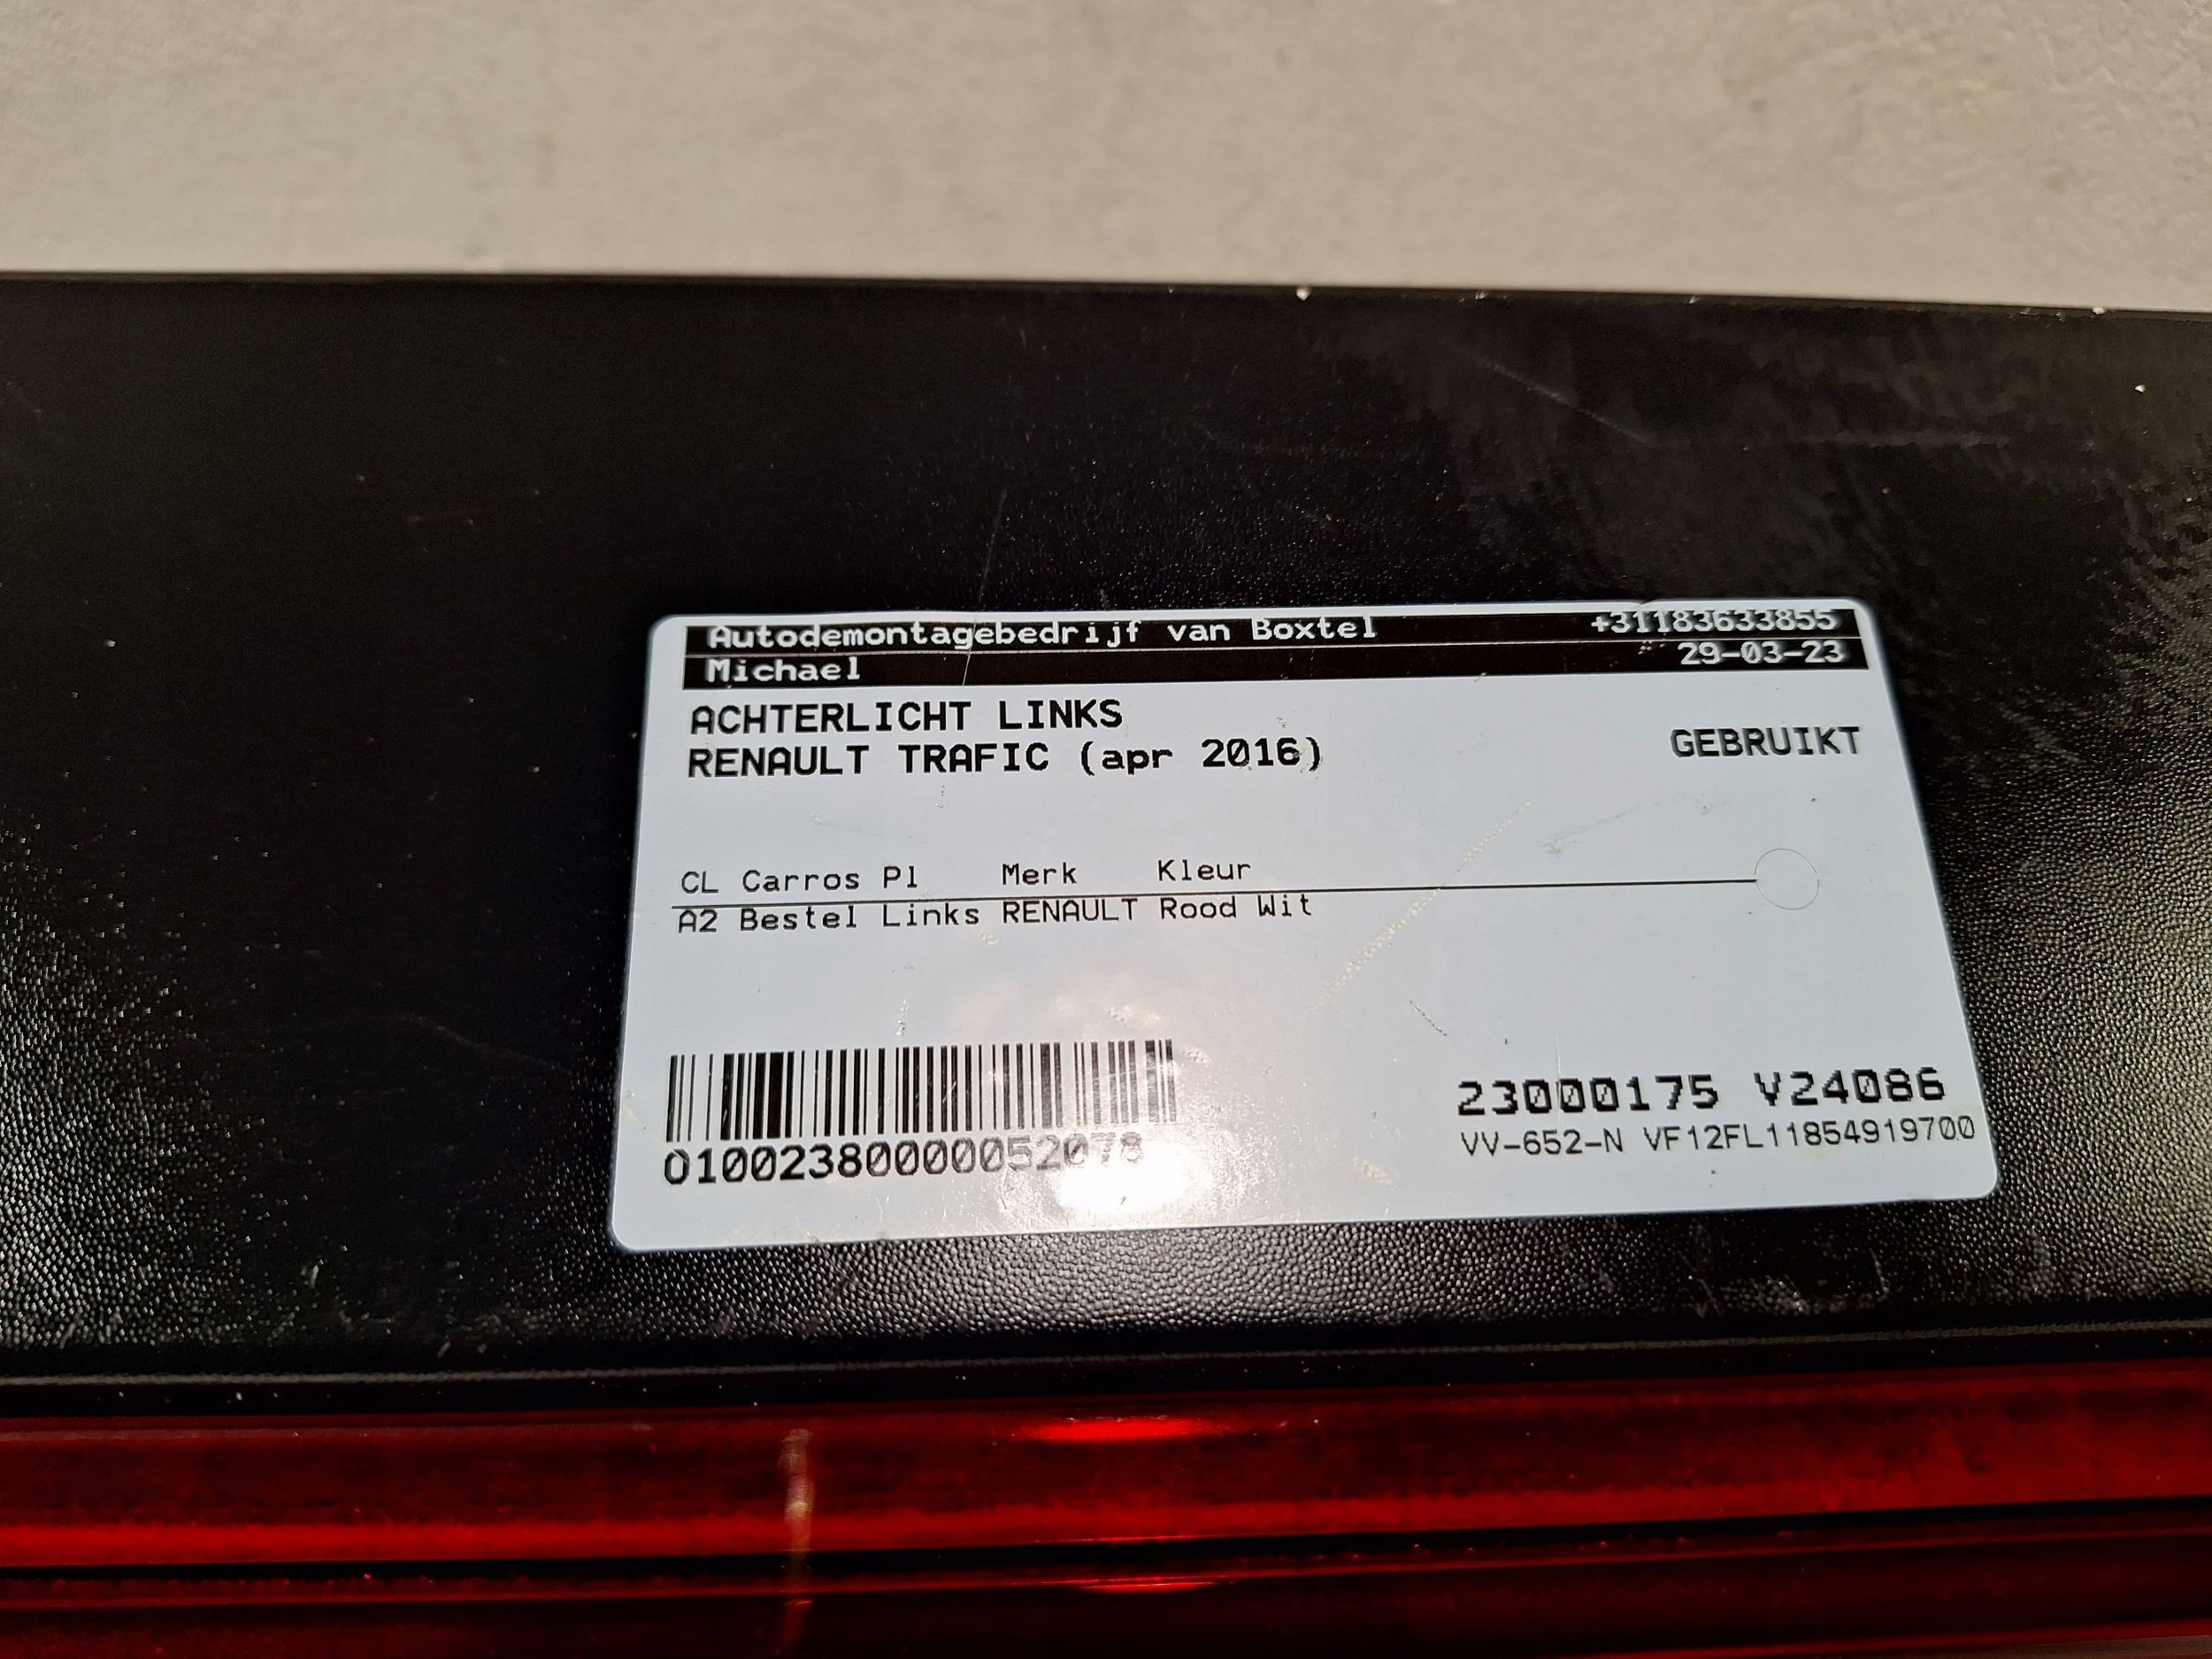 Autodemontagebedrijf van Boxtel +31183633855
Michael 29-03-23
ACHTERLICHT LINKS
RENAULT TRAFIC (apr 2016) GEBRUIKT
CL Carros Pl Merk Kleur
A2 Bestel Links RENAULT Rood Wit
23000175 V24086
01002380000052078 VV-652-N VF12FL11854919700